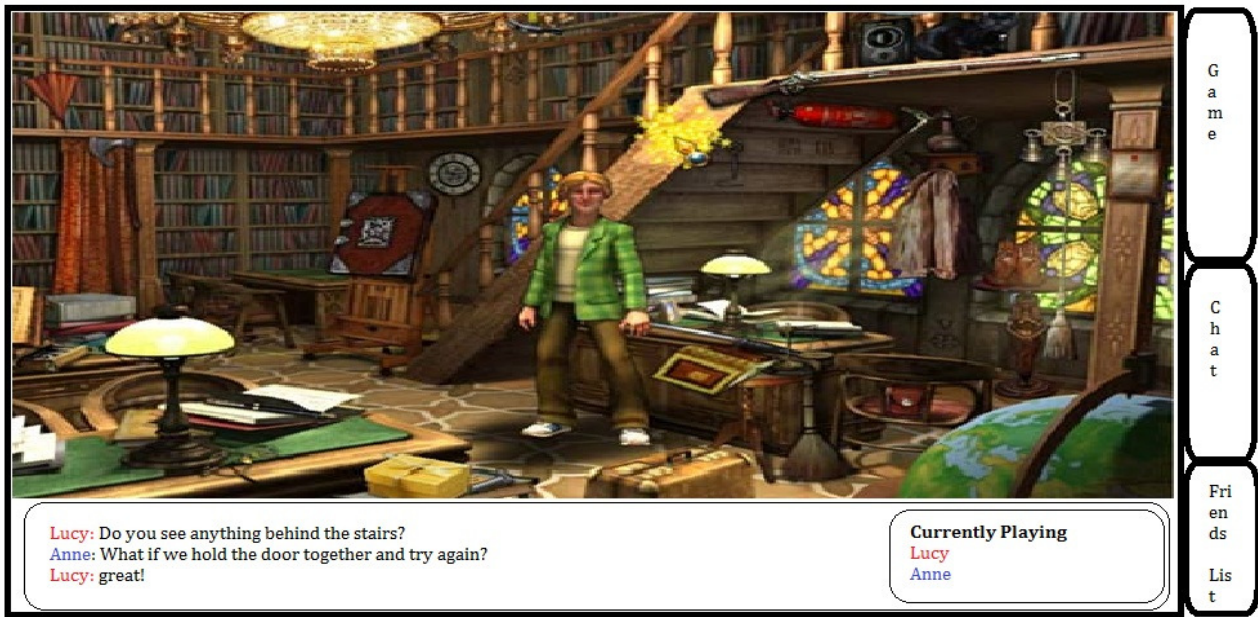 Lucy: Do you see anything behind the stairs?
Anne: What if we hold the door together and try again?
Lucy: great!
Currently Playing
Lucy
Anne
G
a
m
e
C
h
a
t
Fri
en
ds
Lis
t